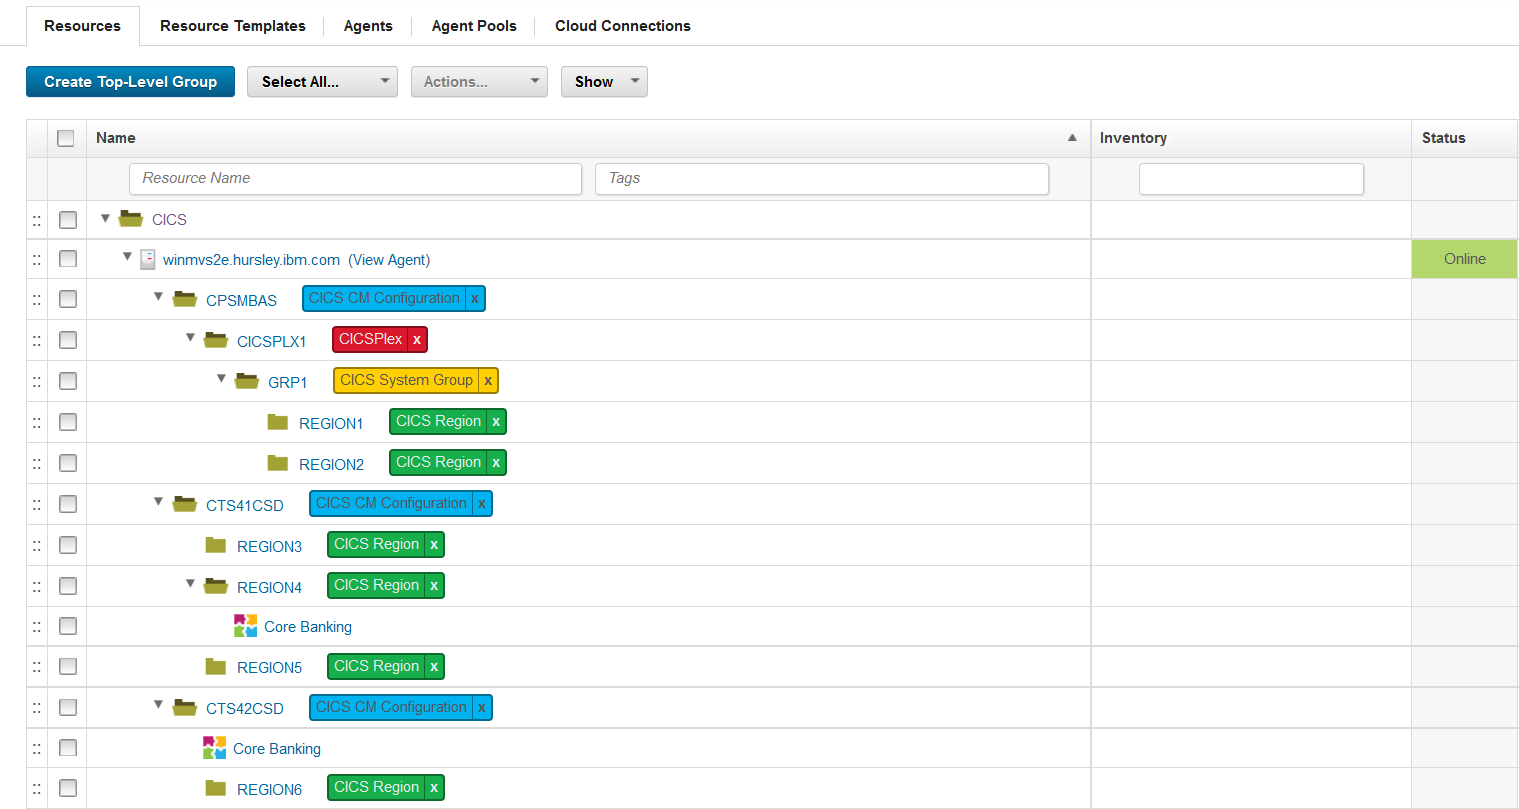 Resources Resource Templates Agents Agent Pools Cloud Connections
Create Top-Level Group Select All... Actions... Show
Name Inventory Status
Resource Name Tags
CICS
winmvs2e.hursley.ibm.com (View Agent) Online
CPSMBAS CICS CM Configuration x
CICSPLX1 CICSPlex x
GRP1 CICS System Group x
REGION1 CICS Region x
REGION2 CICS Region x
CTS41CSD CICS CM Configuration x
REGION3 CICS Region x
REGION4 CICS Region x
Core Banking
REGION5 CICS Region x
CTS42CSD CICS CM Configuration x
Core Banking
REGION6 CICS Region x